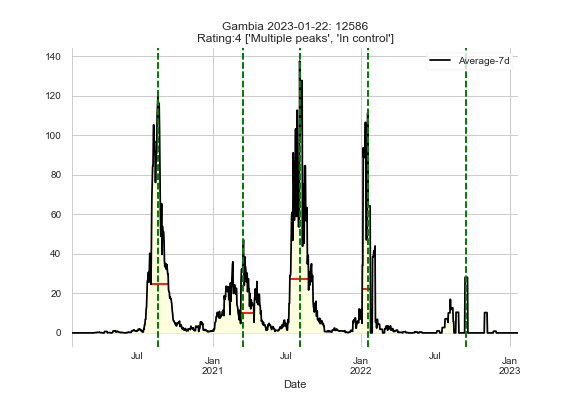 Gambia 2023-01-22: 12586
Rating:4 ['Multiple peaks', 'In control']
Average-7d
140
120
100
80
60
40
20
0
Jul
Jan
2021
Jul
Jan
2022
Jul
Jan
2023
Date